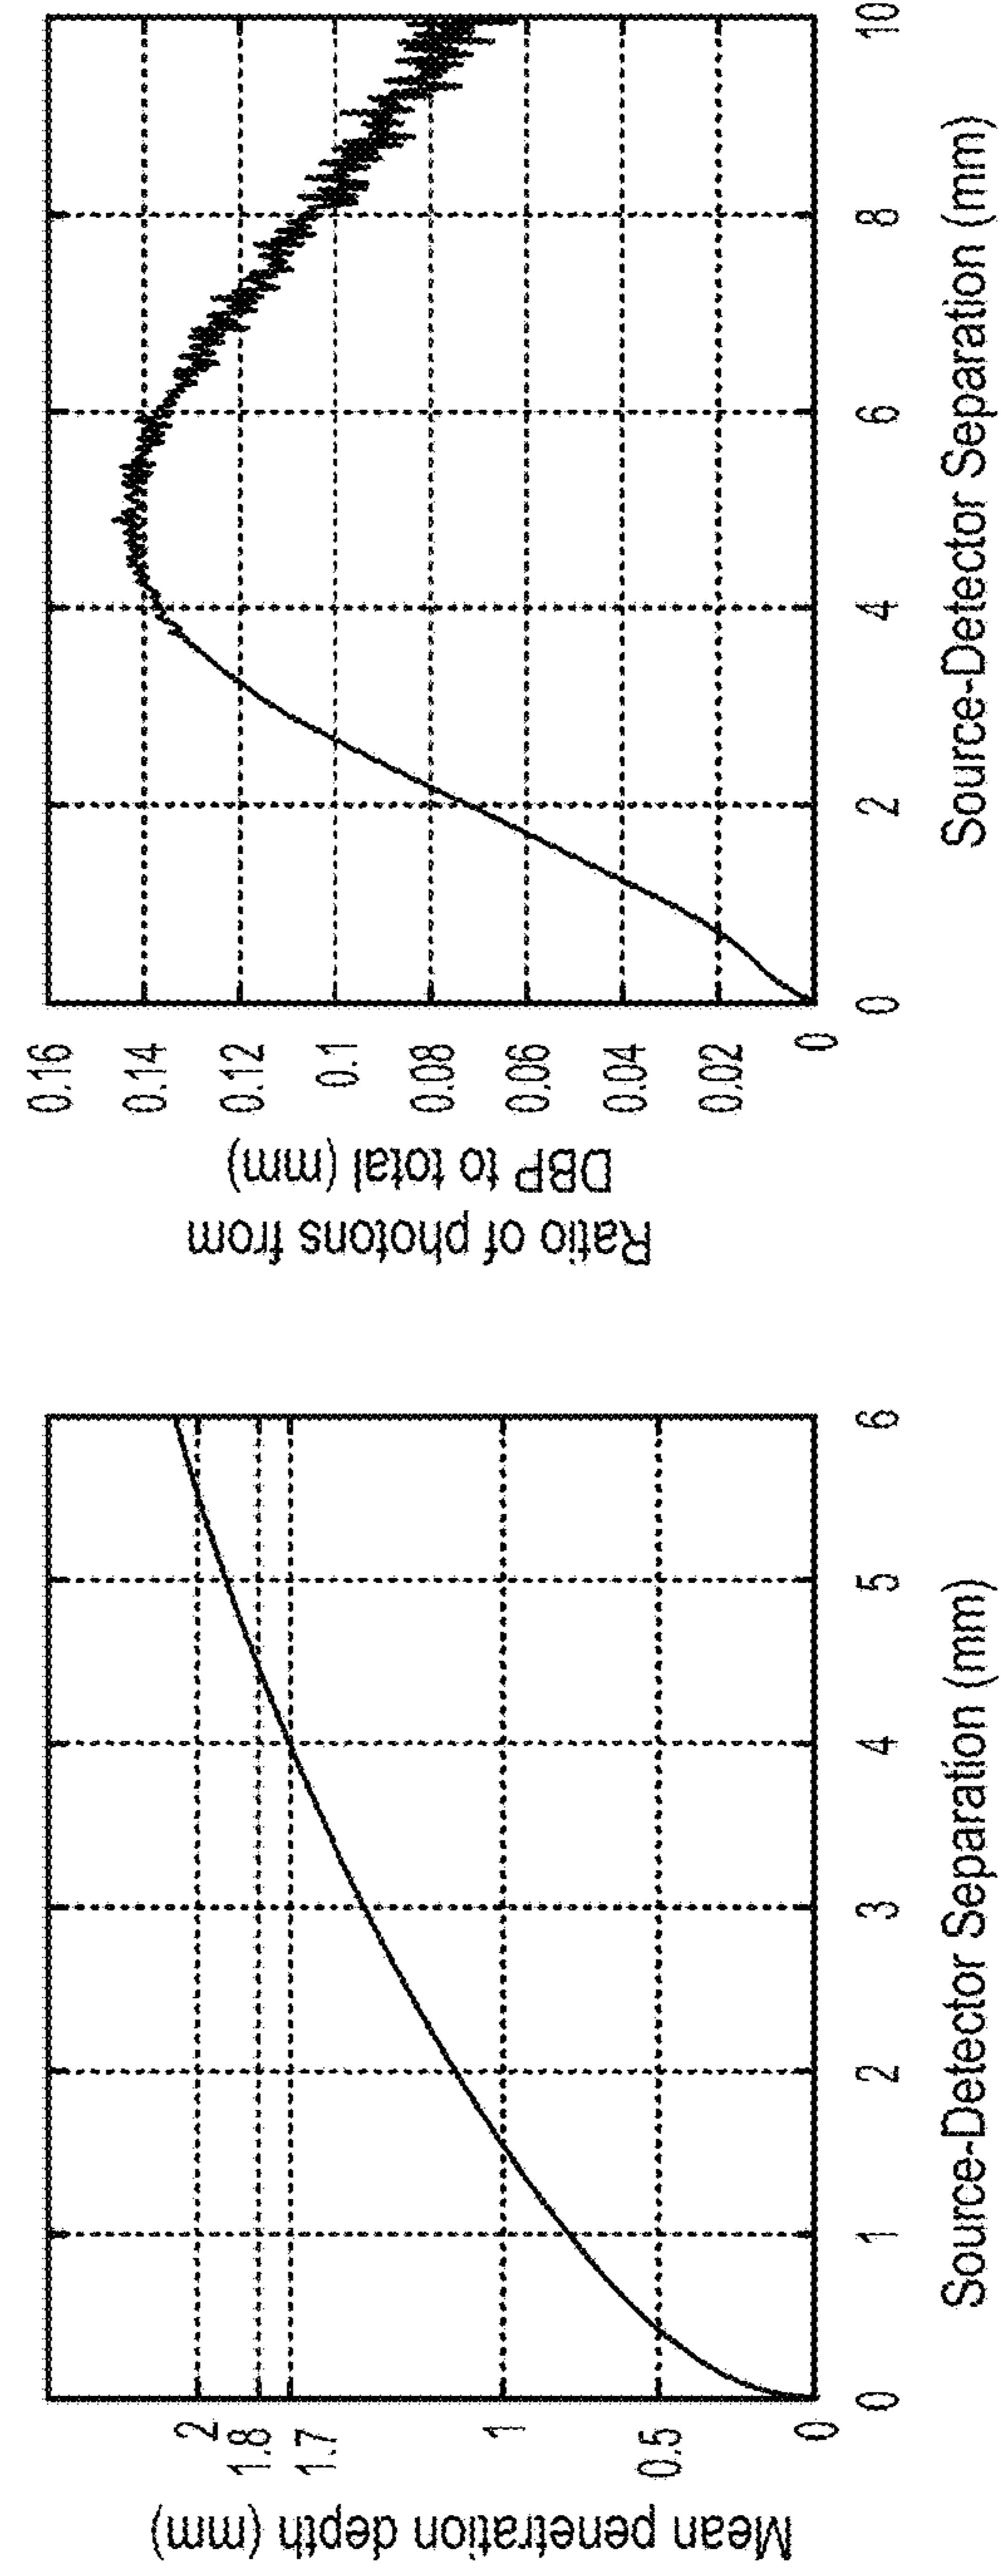 Mean penetration depth (mm)
2
1.8
1.7
1
0.5
0
0 1 2 3 4 5 6
Source-Detector Separation (mm)
Ratio of photons from
DBP to total (mm)
0.16
0.14
0.12
0.1
0.08
0.06
0.04
0.02
0
0 2 4 6 8 10
Source-Detector Separation (mm)